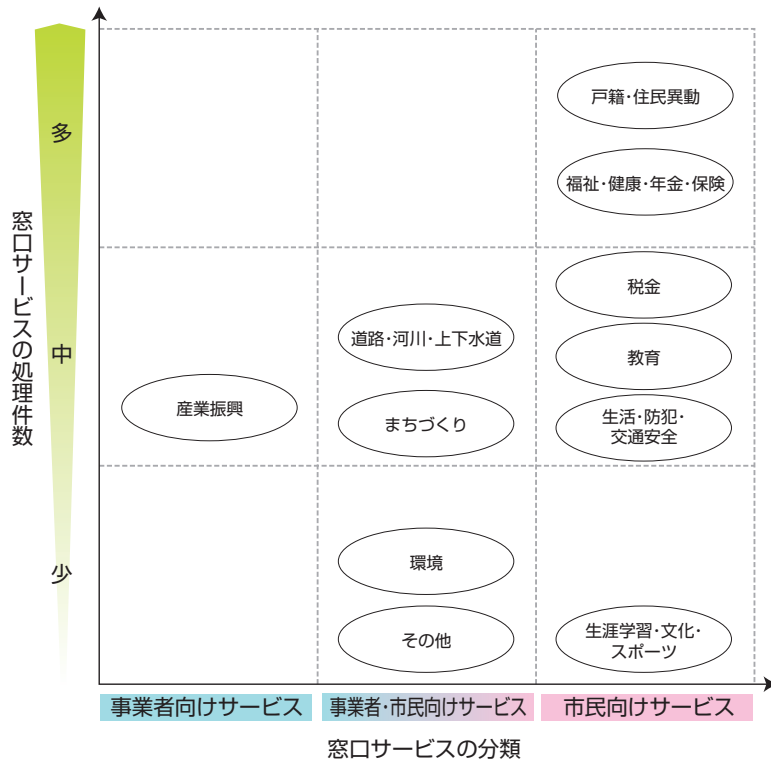 窓口サービスの処理件数
多
中
少
戸籍・住民異動
福祉・健康・年金・保険
税金
道路・河川・上下水道
教育
産業振興
まちづくり
生活・防犯・
交通安全
環境
その他
生涯学習・文化・
スポーツ
事業者向けサービス
事業者・市民向けサービス
市民向けサービス
窓口サービスの分類